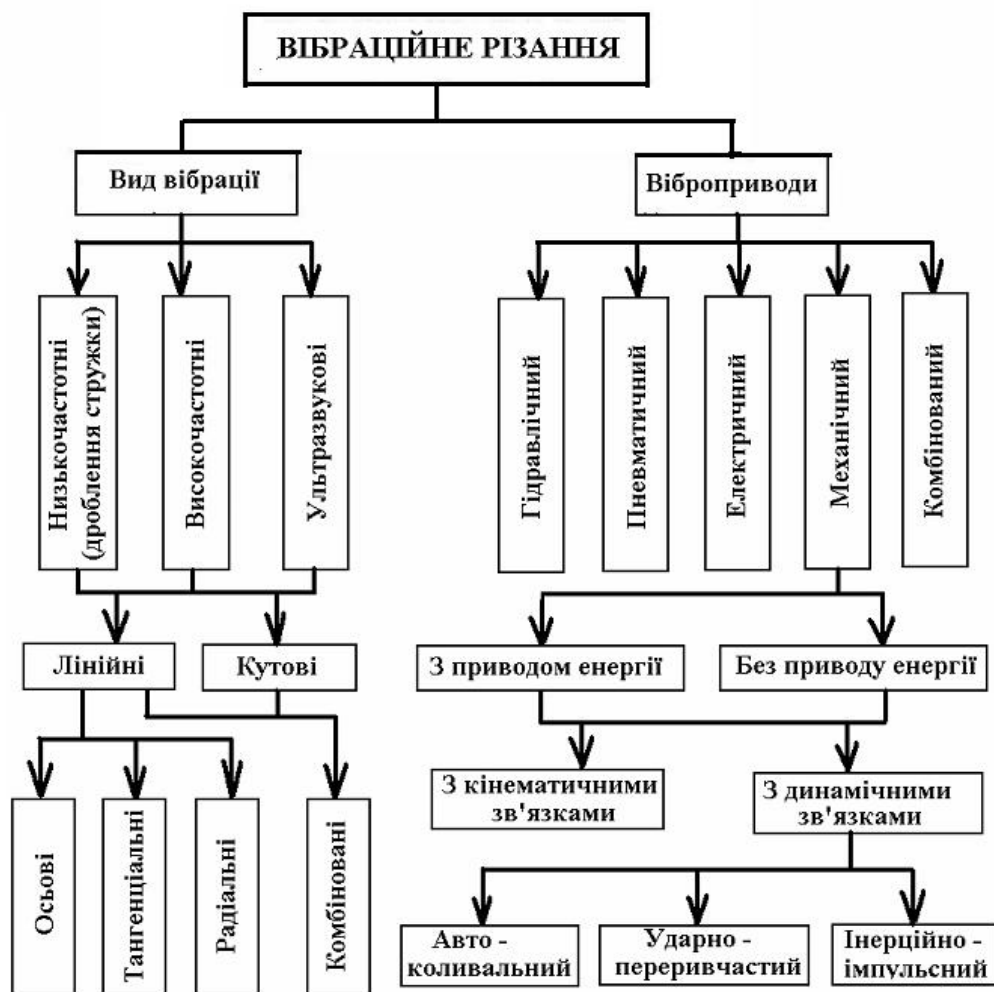 ВІБРАЦІЙНЕ РІЗАННЯ
Вид вібрації
Віброприводи
Низькочастотні
(дроблення стружки)
Високочастотні
Ультразвукові
Гідравлічний
Пневматичний
Електричний
Механічний
Комбінований
Лінійні
Кутові
З приводом енергії
Без приводу енергії
З кінематичними
зв'язками
З динамічними
зв'язками
Осьові
Тангенціальні
Радіальні
Комбіновані
Авто -
коливальний
Ударно -
переривчастий
Інерційно -
імпульсний